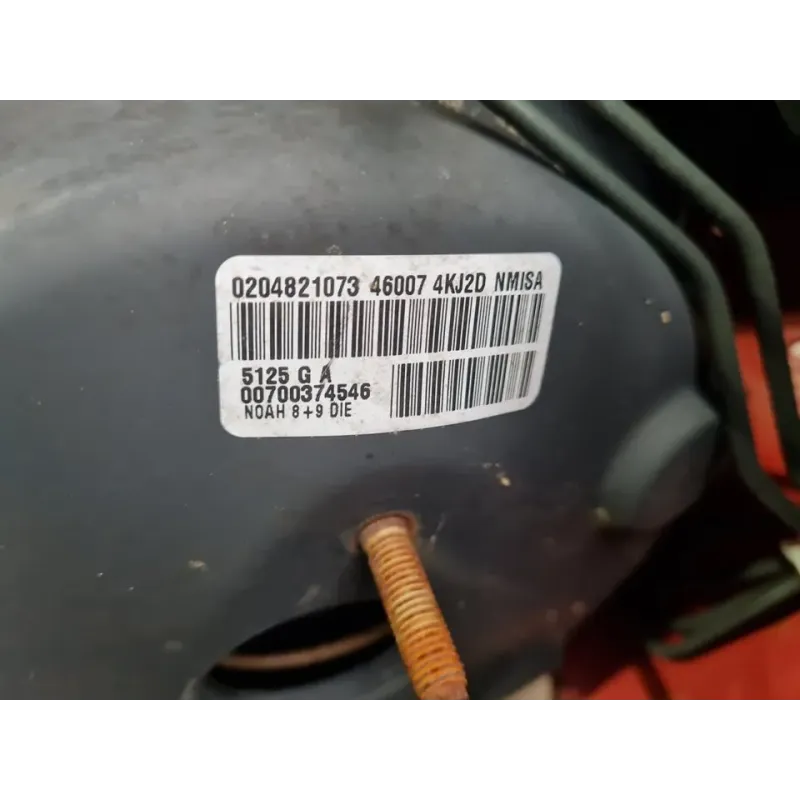 0204821073 46007 4KJ2D NMISA
5125 G A
00700374546
NOAH 8+9 DIE